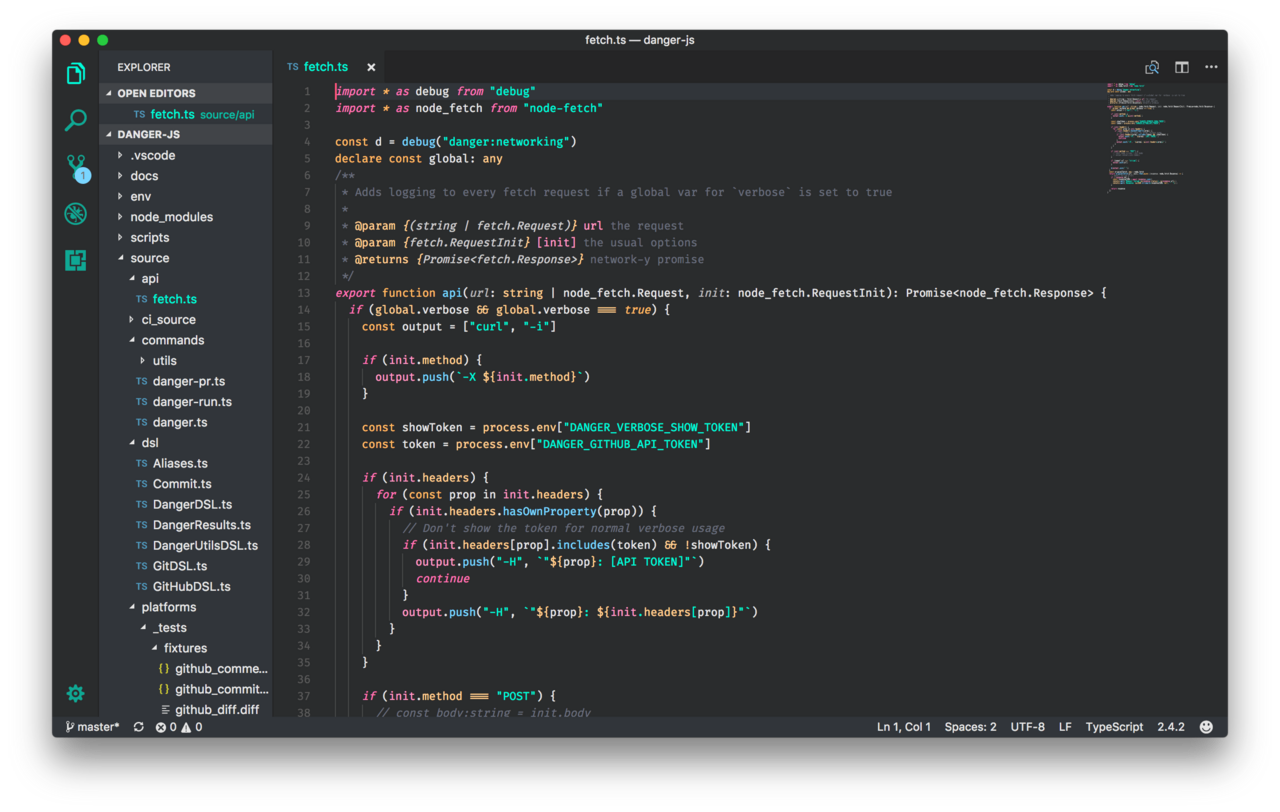 fetch.ts — danger-js
EXPLORER
OPEN EDITORS
TS fetch.ts source/api
DANGER-JS
.vscode
docs
env
node_modules
scripts
source
api
TS fetch.ts
ci_source
commands
utils
TS danger-pr.ts
TS danger-run.ts
TS danger.ts
dsl
TS Aliases.ts
TS Commit.ts
TS DangerDSL.ts
TS DangerResults.ts
TS DangerUtilsDSL.ts
TS GitDSL.ts
TS GitHubDSL.ts
platforms
_tests
fixtures
{} github_comme...
{} github_commit...
github_diff.diff
1
TS fetch.ts ×
1 import * as debug from "debug"
2 import * as node_fetch from "node-fetch"
3
4 const d = debug("danger:networking")
5 declare const global: any
6 /**
7 * Adds logging to every fetch request if a global var for `verbose` is set to true
8 *
9 * @param {(string | fetch.Request)} url the request
10 * @param {fetch.RequestInit} [init] the usual options
11 * @returns {Promise<fetch.Response>} network-y promise
12 */
13 export function api(url: string | node_fetch.Request, init: node_fetch.RequestInit): Promise<node_fetch.Response> {
14 if (global.verbose && global.verbose === true) {
15 const output = ["curl", "-i"]
16
17 if (init.method) {
18 output.push(`-X ${init.method}`)
19 }
20
21 const showToken = process.env["DANGER_VERBOSE_SHOW_TOKEN"]
22 const token = process.env["DANGER_GITHUB_API_TOKEN"]
23
24 if (init.headers) {
25 for (const prop in init.headers) {
26 if (init.headers.hasOwnProperty(prop)) {
27 // Don't show the token for normal verbose usage
28 if (init.headers[prop].includes(token) && !showToken) {
29 output.push("-H", `"${prop}: [API TOKEN]"`)
30 continue
31 }
32 output.push("-H", `"${prop}: ${init.headers[prop]}"`)
33 }
34 }
35 }
36
37 if (init.method === "POST") {
38 // const body:string = init.body
master* 0 0
Ln 1, Col 1 Spaces: 2 UTF-8 LF TypeScript 2.4.2